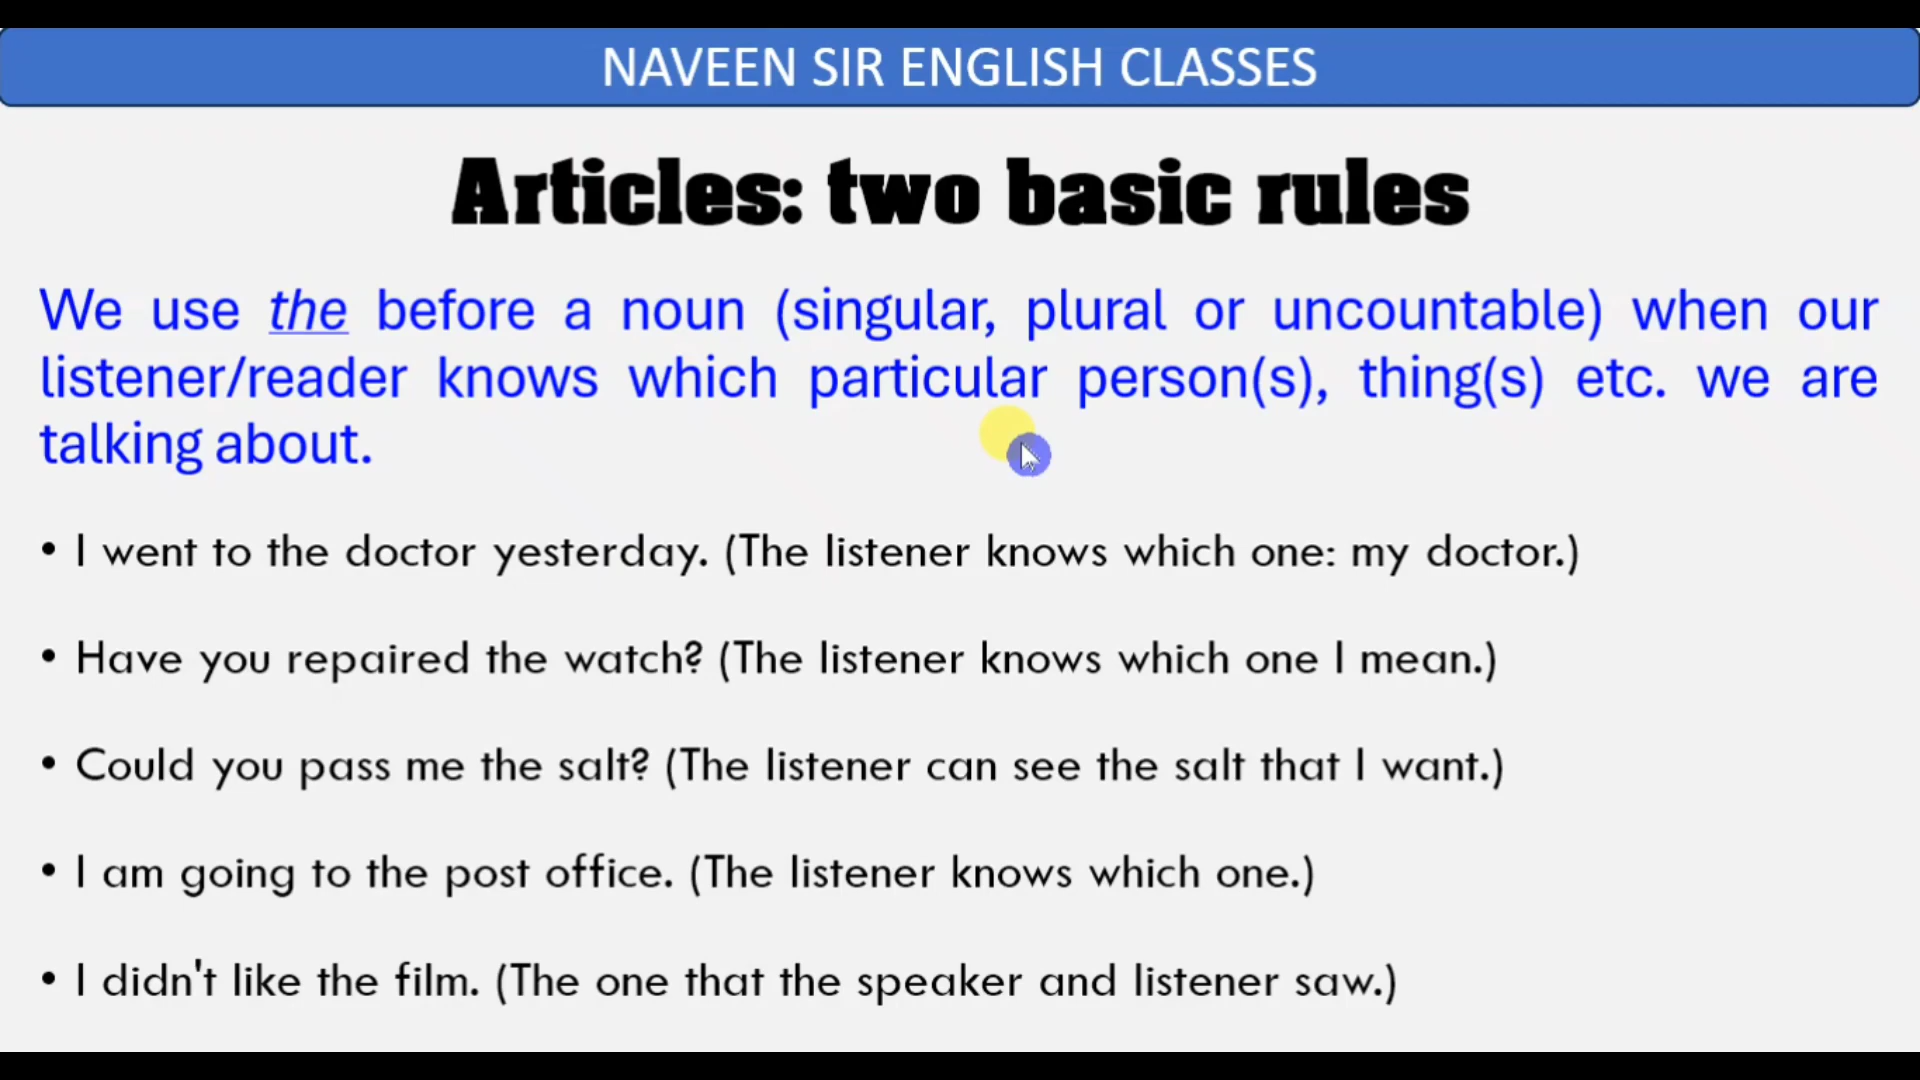 NAVEEN SIR ENGLISH CLASSES
Articles: two basic rules
We use the before a noun (singular, plural or uncountable) when our
listener/reader knows which particular person(s), thing(s) etc. we are
talking about.
• I went to the doctor yesterday. (The listener knows which one: my doctor.)
• Have you repaired the watch? (The listener knows which one I mean.)
• Could you pass me the salt? (The listener can see the salt that I want.)
• I am going to the post office. (The listener knows which one.)
• I didn't like the film. (The one that the speaker and listener saw.)